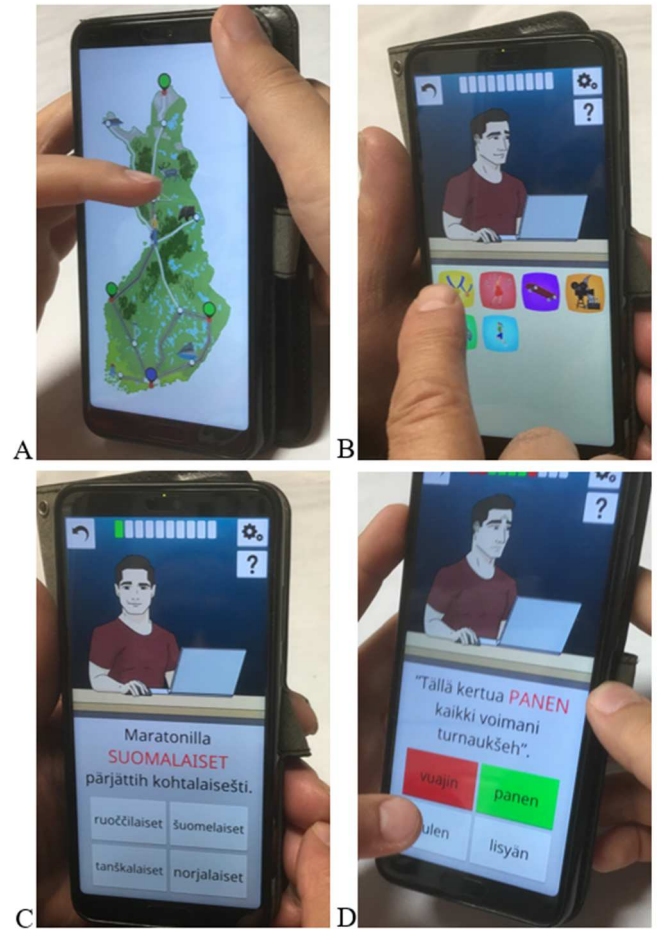 A
B
?
C
?
Maratonilla
SUOMALAISET
pärjättih kohtalaisešti.
ruoččilaiset
šuomelaiset
tanškalaiset
norjalaiset
D
?
"Tällä kertua PANEN
kaikki voimani
turnaukšeh".
vuajin
panen
lisyän